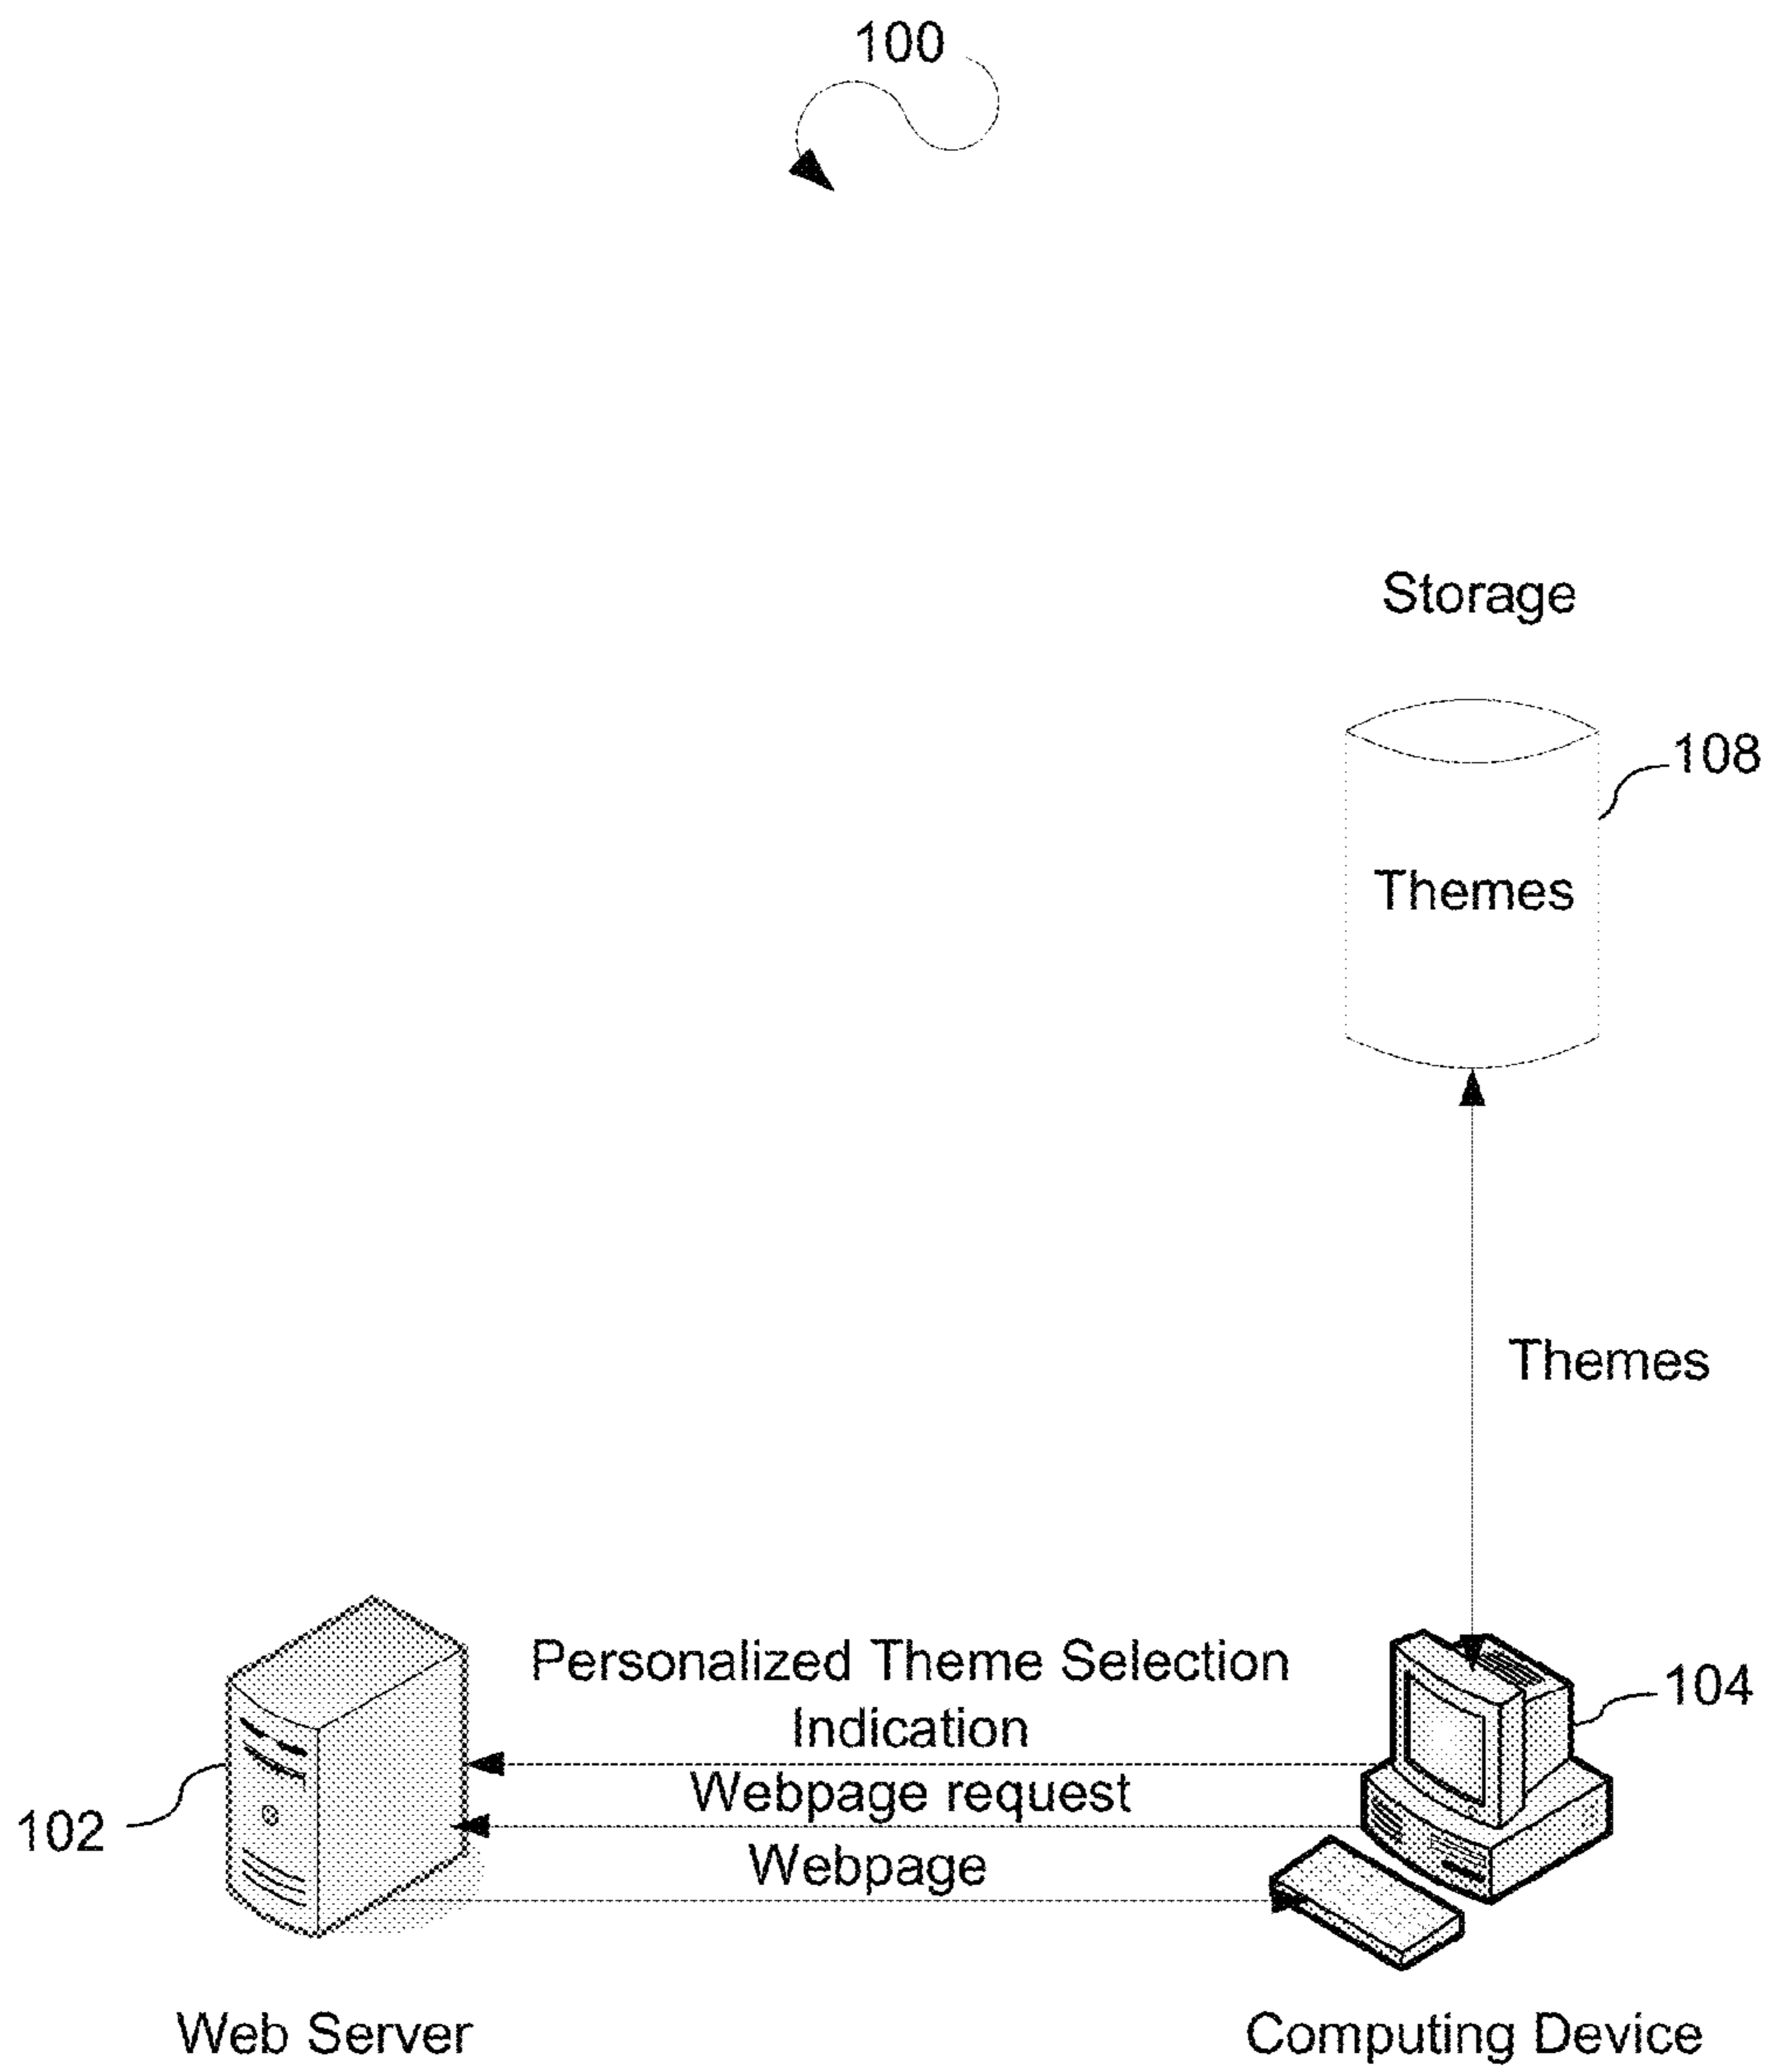 100
Storage
108
Themes
Themes
Personalized Theme Selection
Indication
104
Webpage request
102
Webpage
Web Server
Computing Device